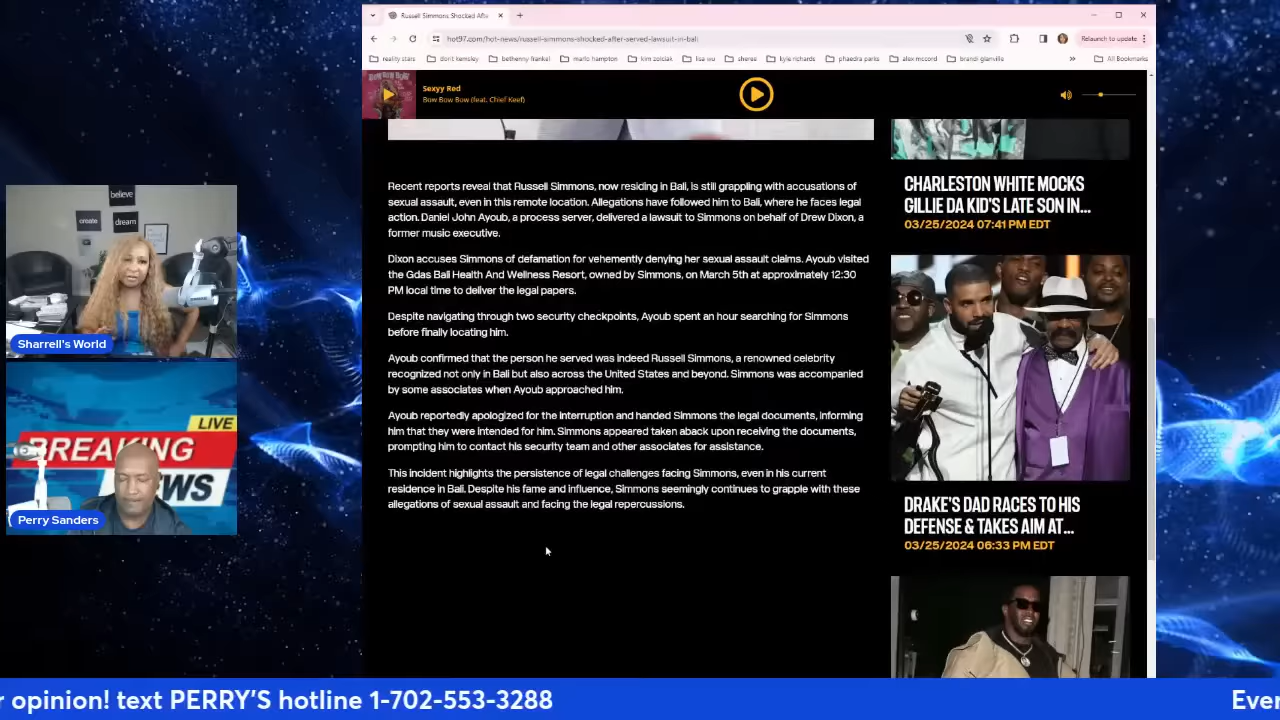 Russell Simmons Shocked Afte
hot97.com/hot-news/russell-simmons-shocked-after-served-lawsuit-in-bali
Relaunch to update
reality stars
dorit kemsley
bethenny frankel
marlo hampton
kim zolciak
lisa wu
sheree
kyle richards
phaedra parks
alex mccord
brandi glanville
»
All Bookmarks
Sexyy Red
Bow Bow Bow (feat. Chief Keef)
Recent reports reveal that Russell Simmons, now residing in Bali, is still grappling with accusations of
sexual assault, even in this remote location. Allegations have followed him to Bali, where he faces legal
action. Daniel John Ayoub, a process server, delivered a lawsuit to Simmons on behalf of Drew Dixon, a
former music executive.
Dixon accuses Simmons of defamation for vehemently denying her sexual assault claims. Ayoub visited
the Gdas Bali Health And Wellness Resort, owned by Simmons, on March 5th at approximately 12:30
PM local time to deliver the legal papers.
Despite navigating through two security checkpoints, Ayoub spent an hour searching for Simmons
before finally locating him.
Ayoub confirmed that the person he served was indeed Russell Simmons, a renowned celebrity
recognized not only in Bali but also across the United States and beyond. Simmons was accompanied
by some associates when Ayoub approached him.
Ayoub reportedly apologized for the interruption and handed Simmons the legal documents, informing
him that they were intended for him. Simmons appeared taken aback upon receiving the documents,
prompting him to contact his security team and other associates for assistance.
This incident highlights the persistence of legal challenges facing Simmons, even in his current
residence in Bali. Despite his fame and influence, Simmons seemingly continues to grapple with these
allegations of sexual assault and facing the legal repercussions.
CHARLESTON WHITE MOCKS
GILLIE DA KID'S LATE SON IN...
03/25/2024 07:41 PM EDT
DRAKE'S DAD RACES TO HIS
DEFENSE & TAKES AIM AT...
03/25/2024 06:33 PM EDT
believe
create
dream
Sharrell's World
LIVE
BREAKING
NEWS
Perry Sanders
r opinion! text PERRY'S hotline 1-702-553-3288
Ever